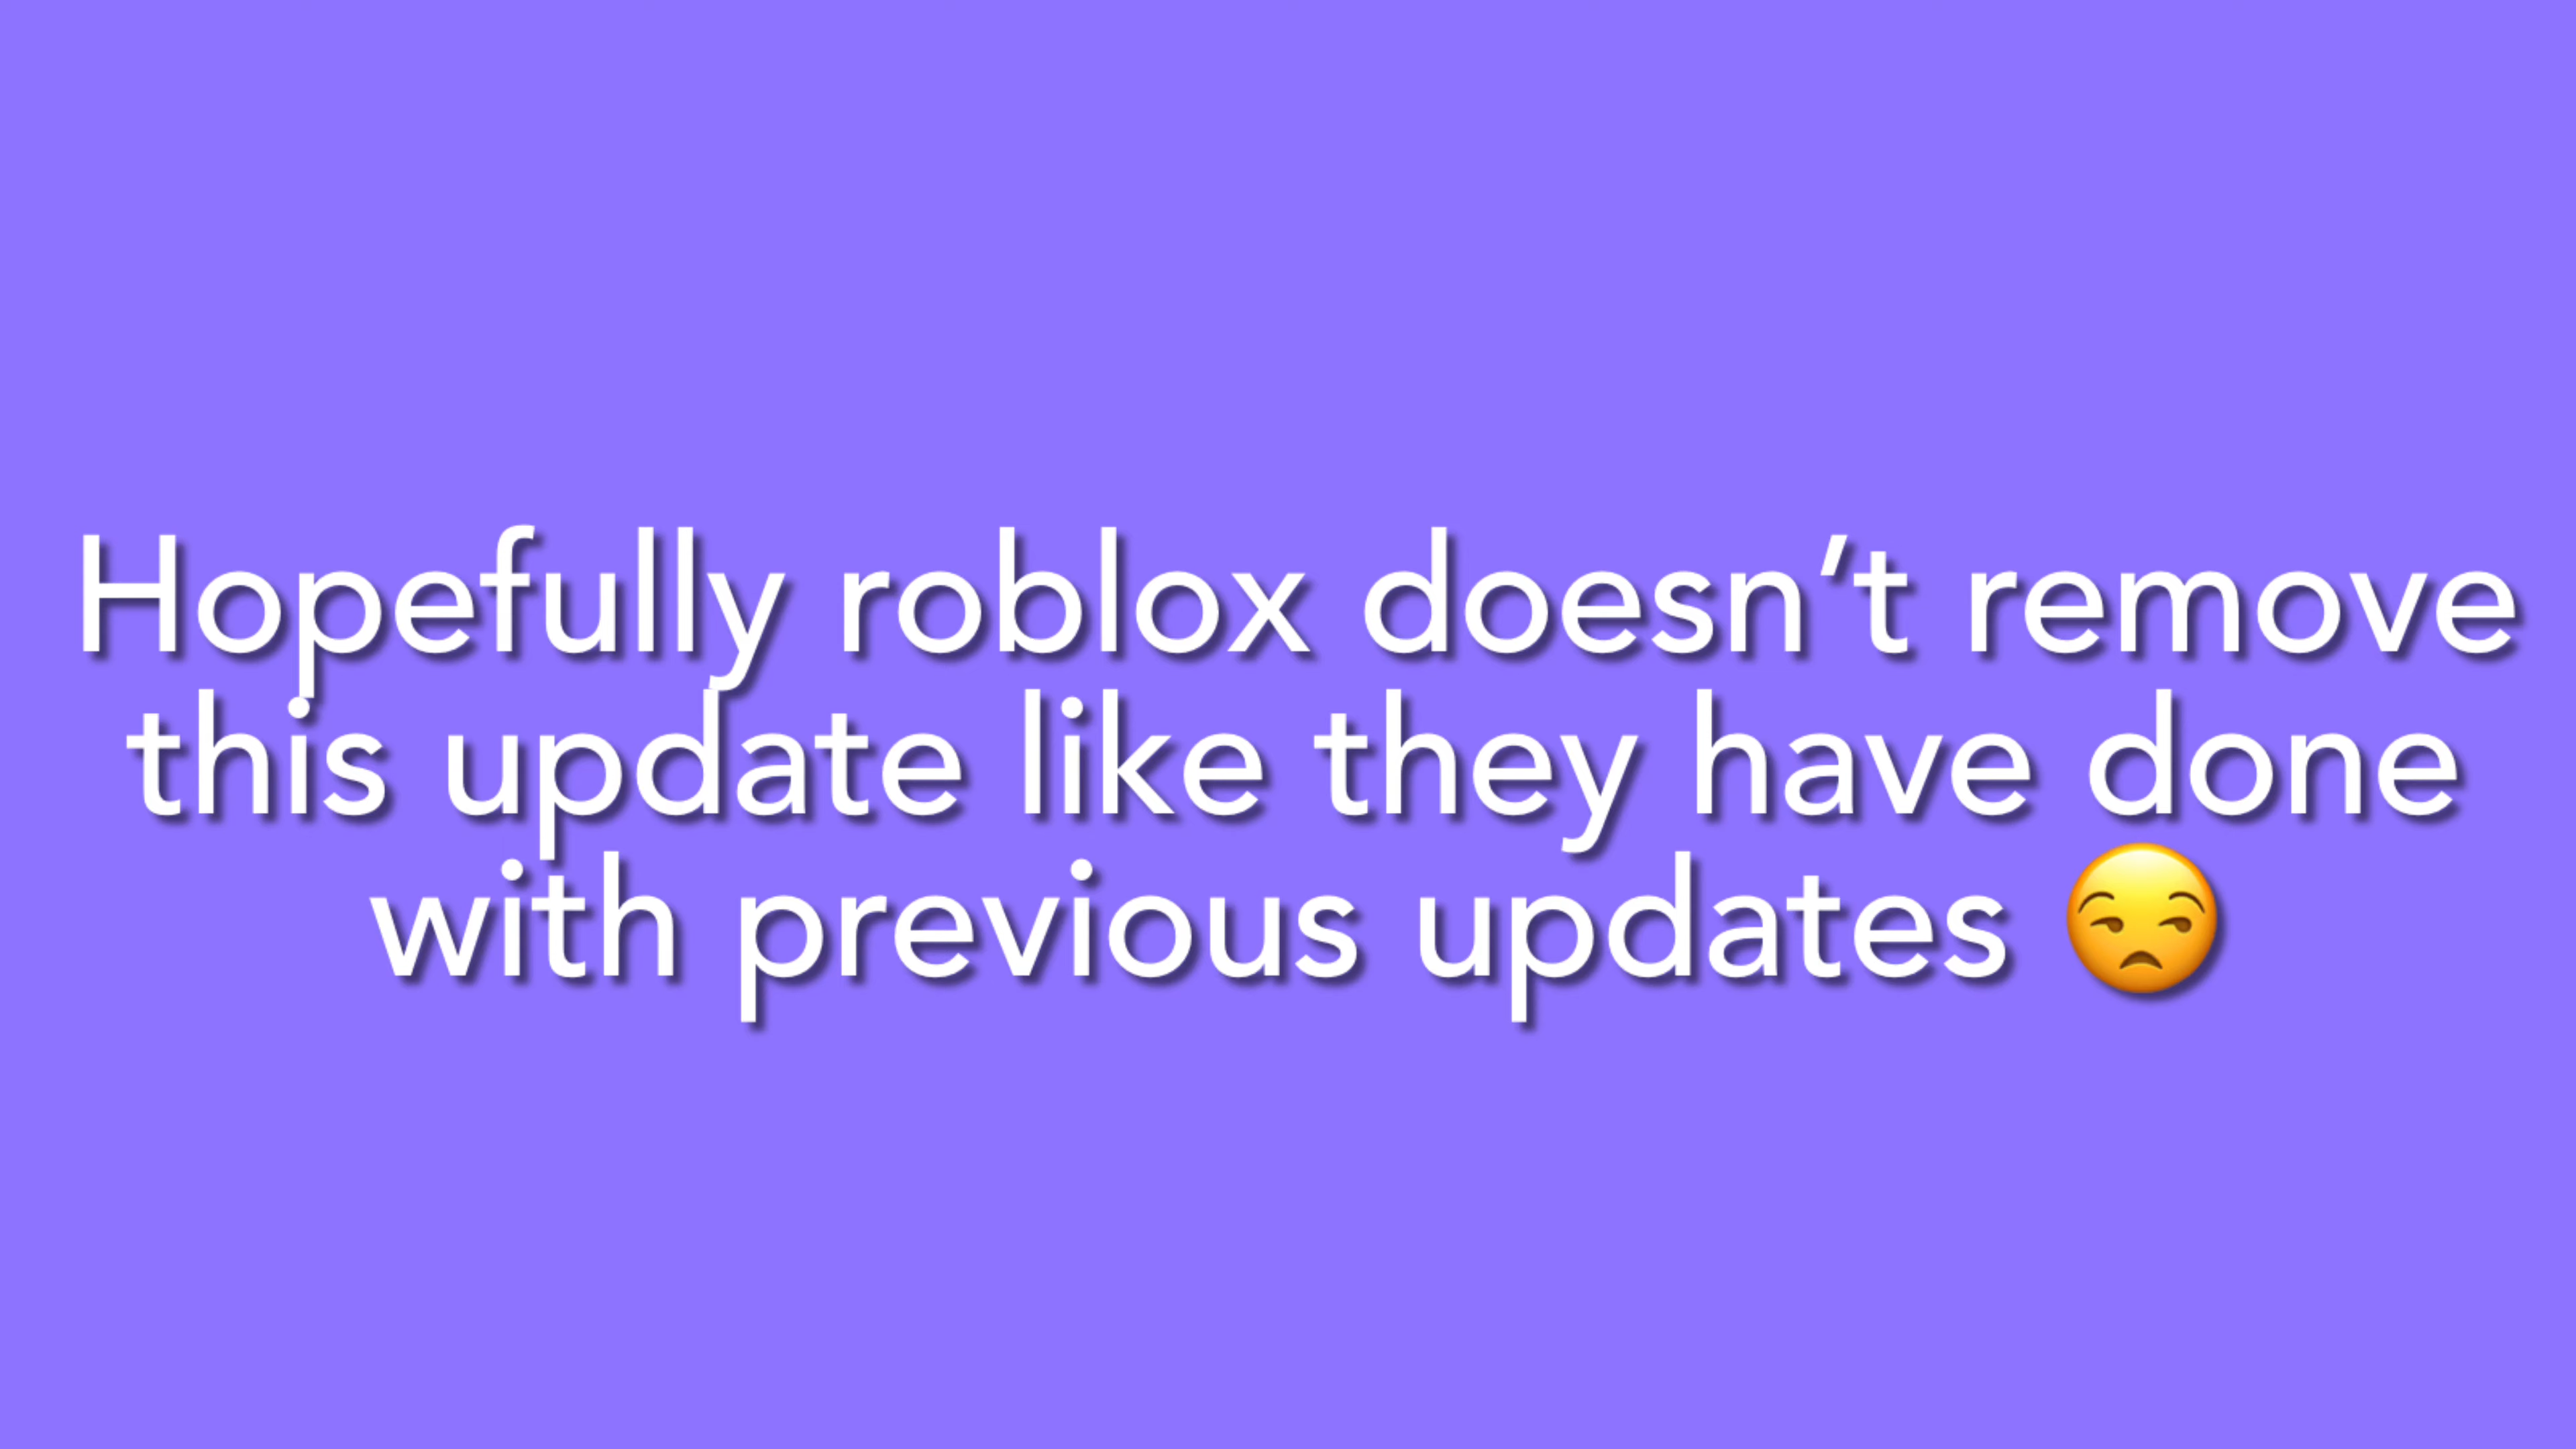 Hopefully roblox doesn’t remove
this update like they have done
with previous updates 😒